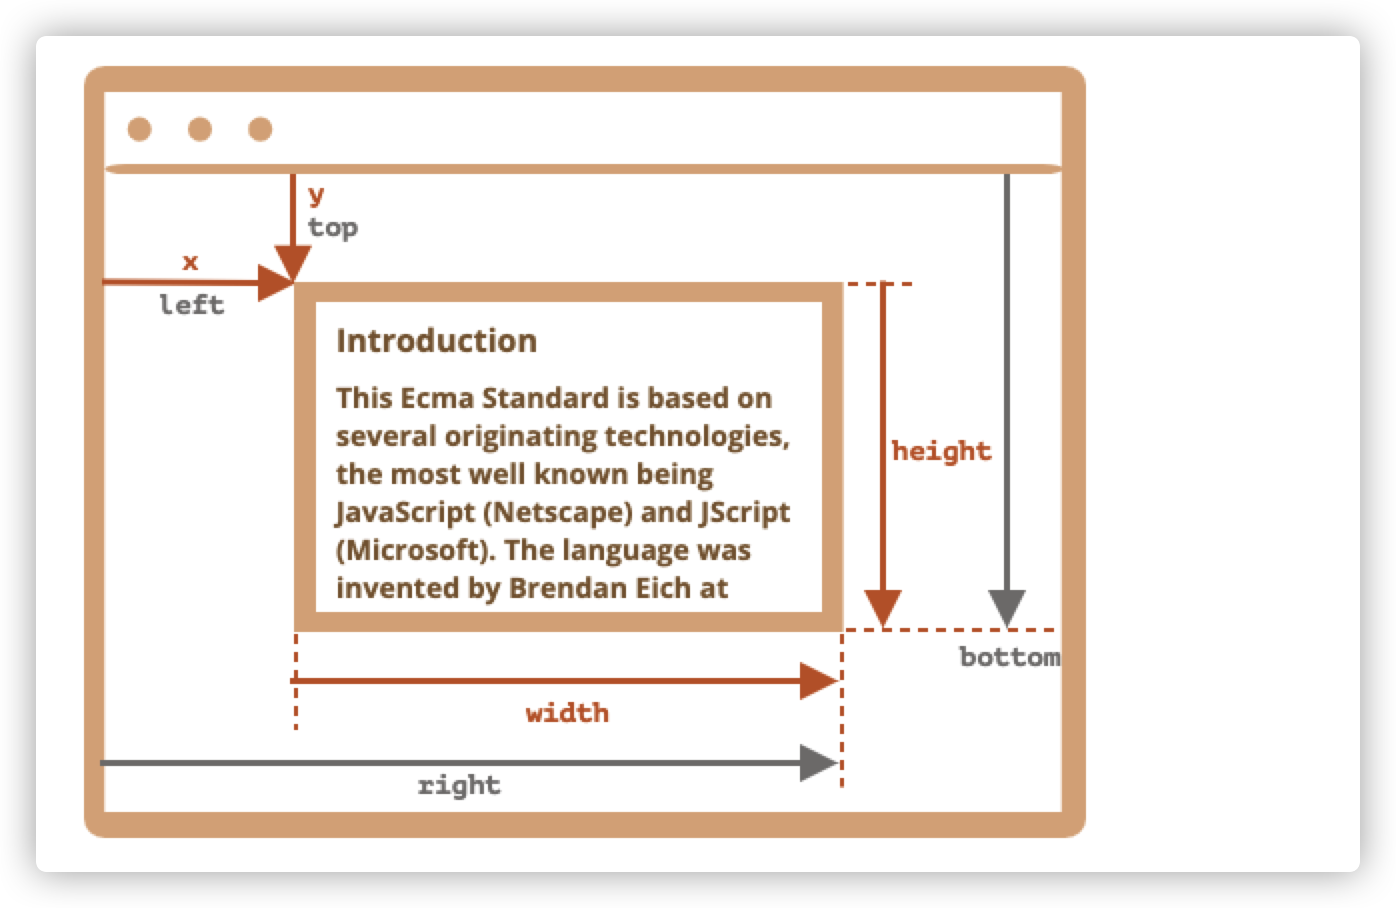 y
top
x
left
Introduction
This Ecma Standard is based on
several originating technologies,
the most well known being
JavaScript (Netscape) and JScript
(Microsoft). The language was
invented by Brendan Eich at
height
bottom
width
right